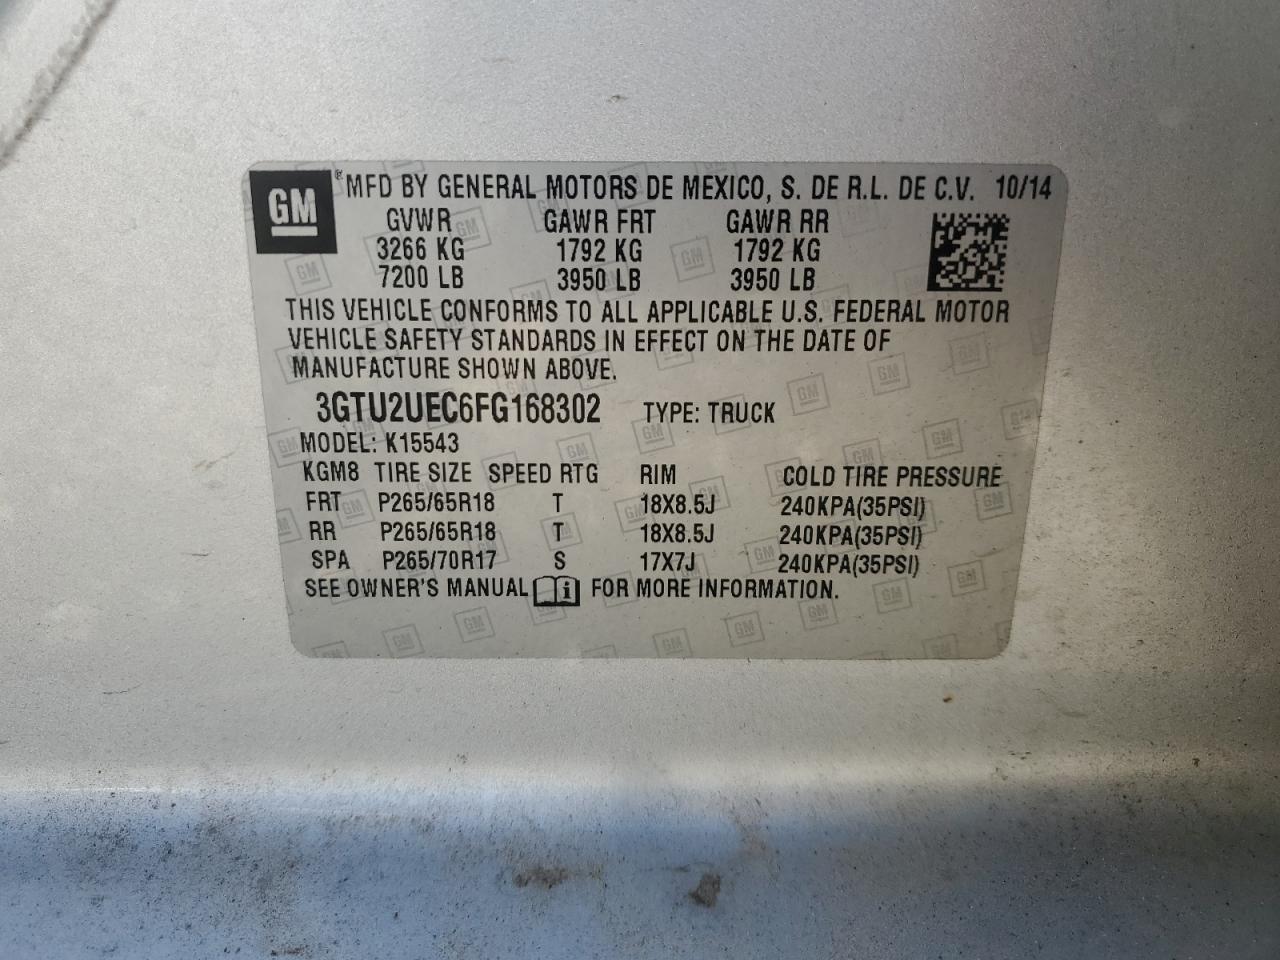 GM ® MFD BY GENERAL MOTORS DE MEXICO, S. DE R.L. DE C.V. 10/14
GVWR GAWR FRT GAWR RR
3266 KG 1792 KG 1792 KG
7200 LB 3950 LB 3950 LB
THIS VEHICLE CONFORMS TO ALL APPLICABLE U.S. FEDERAL MOTOR
VEHICLE SAFETY STANDARDS IN EFFECT ON THE DATE OF
MANUFACTURE SHOWN ABOVE.
3GTU2UEC6FG168302 TYPE: TRUCK
MODEL: K15543
KGM8 TIRE SIZE SPEED RTG RIM COLD TIRE PRESSURE
FRT P265/65R18 T 18X8.5J 240KPA(35PSI)
RR P265/65R18 T 18X8.5J 240KPA(35PSI)
SPA P265/70R17 S 17X7J 240KPA(35PSI)
SEE OWNER'S MANUAL i FOR MORE INFORMATION.